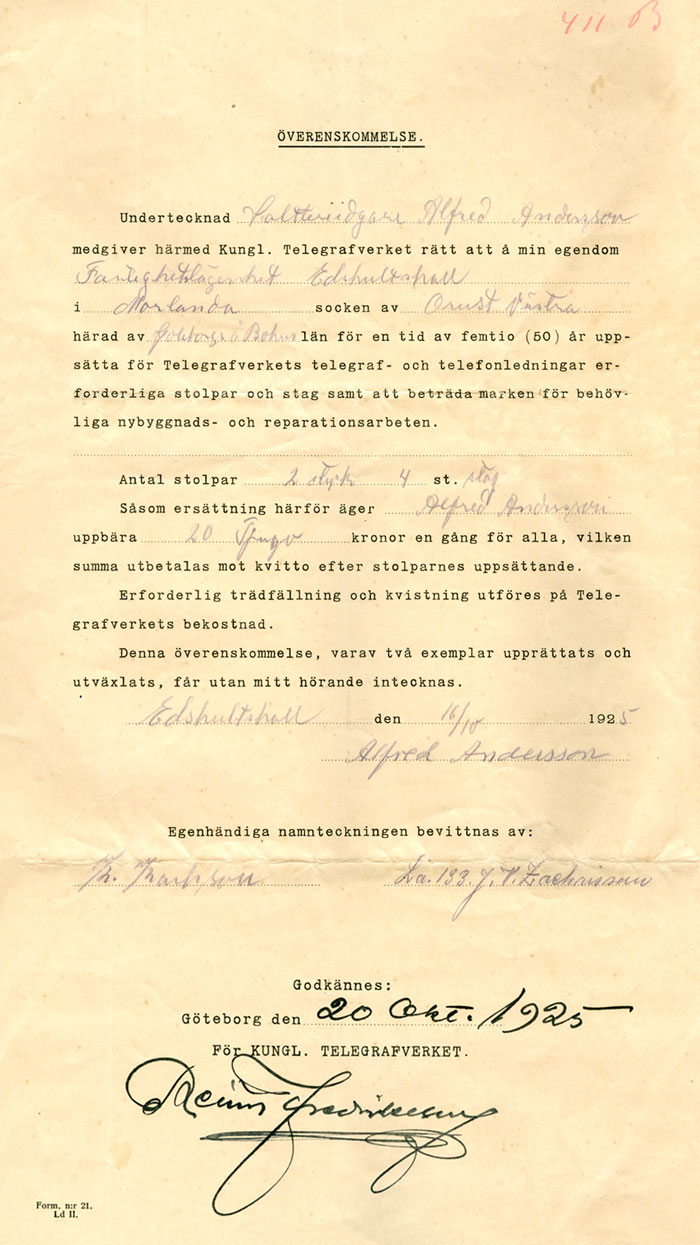 411.B
ÖVERENSKOMMELSE.
Undertecknad Alfred Andersson
medgiver härmed Kungl. Telegrafverket rätt att å min egendom
Fastighetslägenhet Edshultshall
i Morlanda socken av Orust Västra
härad av Göteborgs o Bohus län för en tid av femtio (50) år upp-
sätta för Telegrafverkets telegraf- och telefonledningar er-
forderliga stolpar och stag samt att beträda marken för behöv-
liga nybyggnads- och reparationsarbeten.
Antal stolpar 2 styck 4 st. stag
Såsom ersättning härför äger Alfred Andersson
uppbära 20 Tjugo kronor en gång för alla, vilken
summa utbetalas mot kvitto efter stolparnes uppsättande.
Erforderlig trädfällning och kvistning utföres på Tele-
grafverkets bekostnad.
Denna överenskommelse, varav två exemplar upprättats och
utväxlats, får utan mitt hörande intecknas.
Edshultshall den 16/10 1925
Alfred Andersson
Egenhändiga namnteckningen bevittnas av:
K. La. 133. J. V. Zachrisson
Godkännes:
Göteborg den 20 Okt. 1925
För KUNGL. TELEGRAFVERKET.
Form. n:r 21.
Ld II.